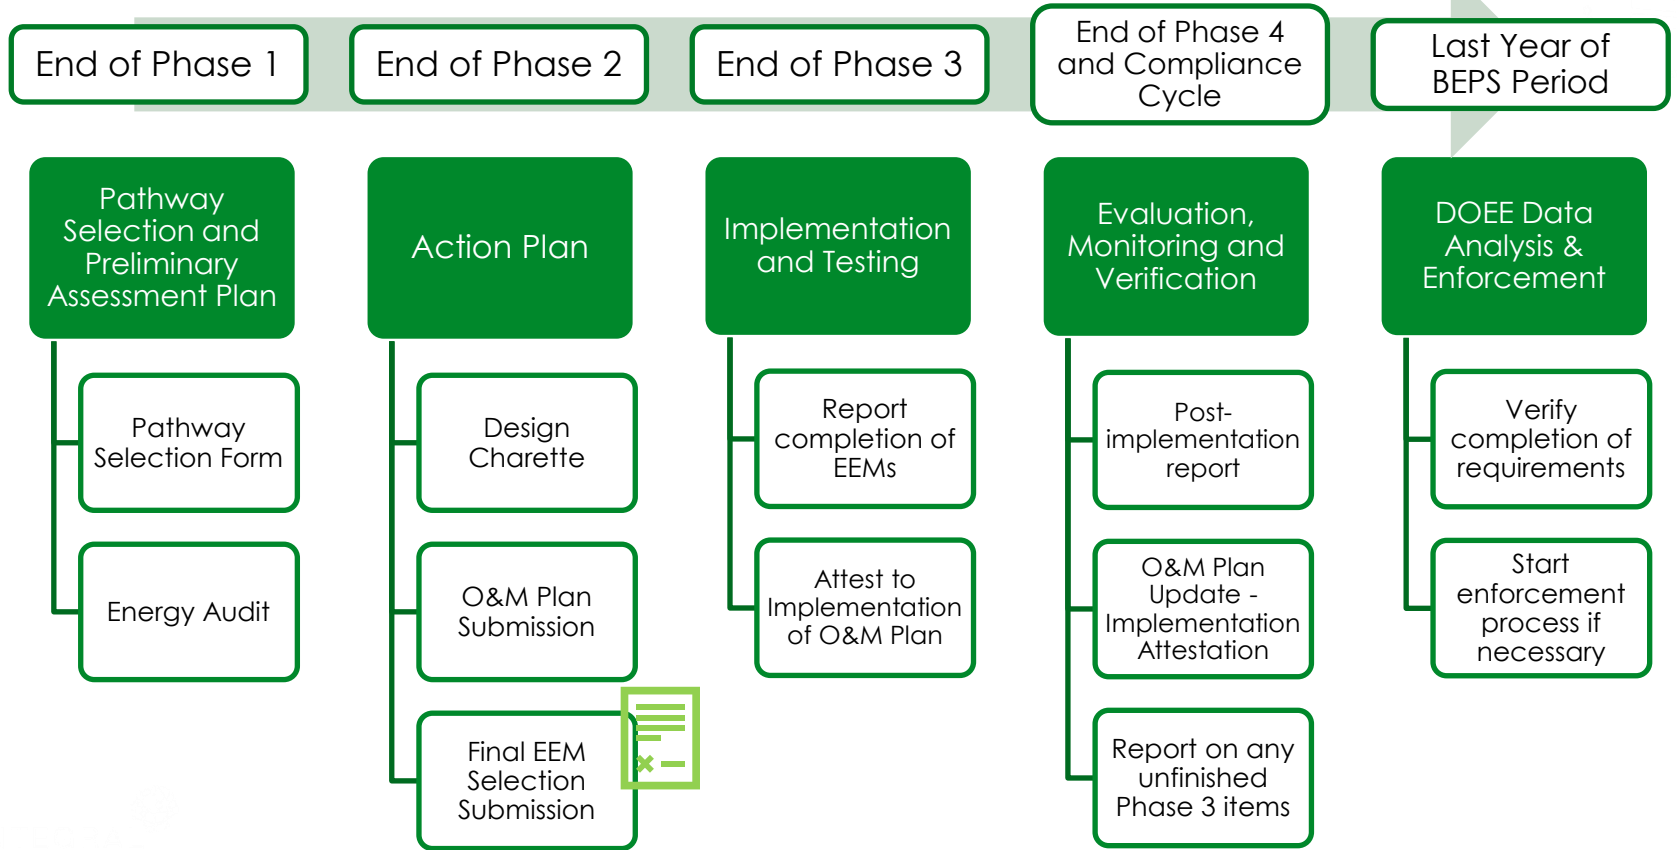 End of Phase 1
End of Phase 2
End of Phase 3
End of Phase 4
and Compliance
Cycle
Last Year of
BEPS Period
Pathway
Selection and
Preliminary
Assessment Plan
Pathway
Selection Form
Energy Audit
Action Plan
Design
Charette
O&M Plan
Submission
Final EEM
Selection
Submission
Implementation
and Testing
Report
completion of
EEMs
Attest to
Implementation
of O&M Plan
Evaluation,
Monitoring and
Verification
Post-
implementation
report
O&M Plan
Update -
Implementation
Attestation
Report on any
unfinished
Phase 3 items
DOEE Data
Analysis &
Enforcement
Verify
completion of
requirements
Start
enforcement
process if
necessary